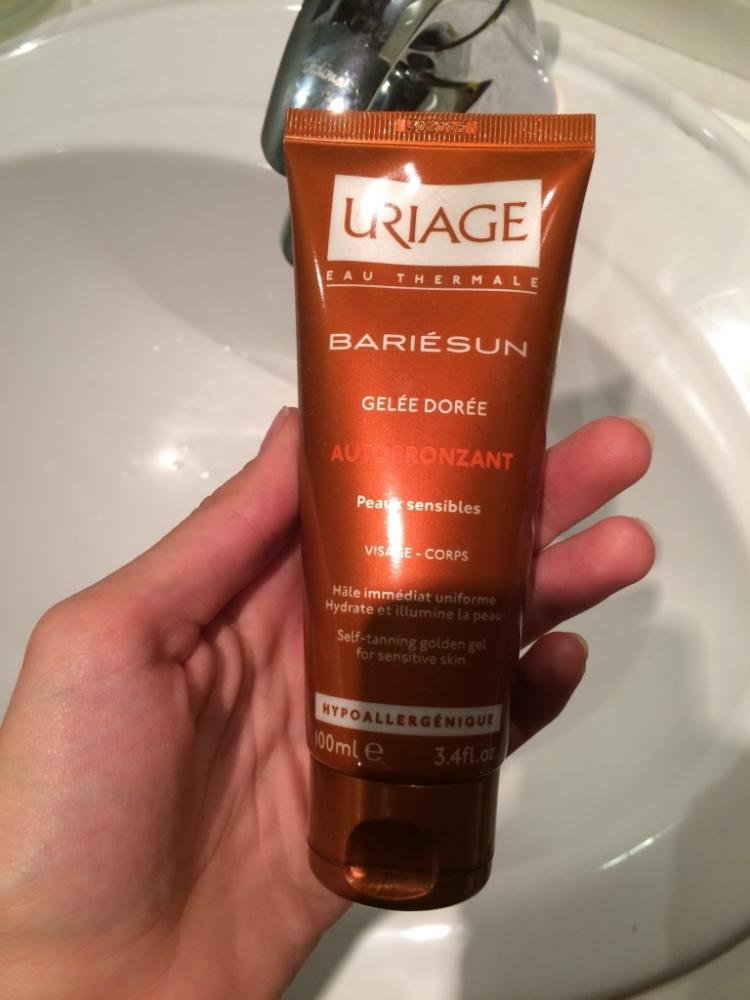 URIAGE
EAU THERMALE
BARIÉSUN
GELÉE DORÉE
AUTOBRONZANT
Peaux sensibles
VISAGE - CORPS
Hâle immédiat uniforme
Hydrate et illumine la peau
Self-tanning golden gel
for sensitive skin
HYPOALLERGÉNIQUE
100ml e 3.4fl.oz